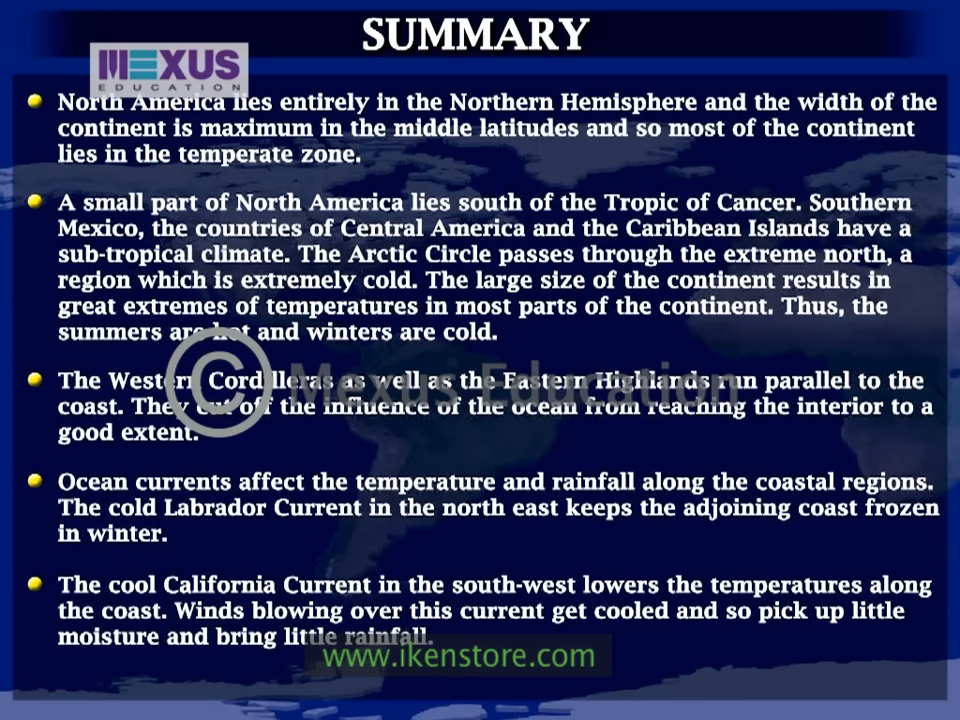 SUMMARY
MEXUS
EDUCATION
North America lies entirely in the Northern Hemisphere and the width of the
continent is maximum in the middle latitudes and so most of the continent
lies in the temperate zone.
A small part of North America lies south of the Tropic of Cancer. Southern
Mexico, the countries of Central America and the Caribbean Islands have a
sub-tropical climate. The Arctic Circle passes through the extreme north, a
region which is extremely cold. The large size of the continent results in
great extremes of temperatures in most parts of the continent. Thus, the
summers are hot and winters are cold.
The Western Cordilleras as well as the Eastern Highlands run parallel to the
coast. They cut off the influence of the ocean from reaching the interior to a
good extent.
© Mexus Education
Ocean currents affect the temperature and rainfall along the coastal regions.
The cold Labrador Current in the north east keeps the adjoining coast frozen
in winter.
The cool California Current in the south-west lowers the temperatures along
the coast. Winds blowing over this current get cooled and so pick up little
moisture and bring little rainfall.
www.ikenstore.com